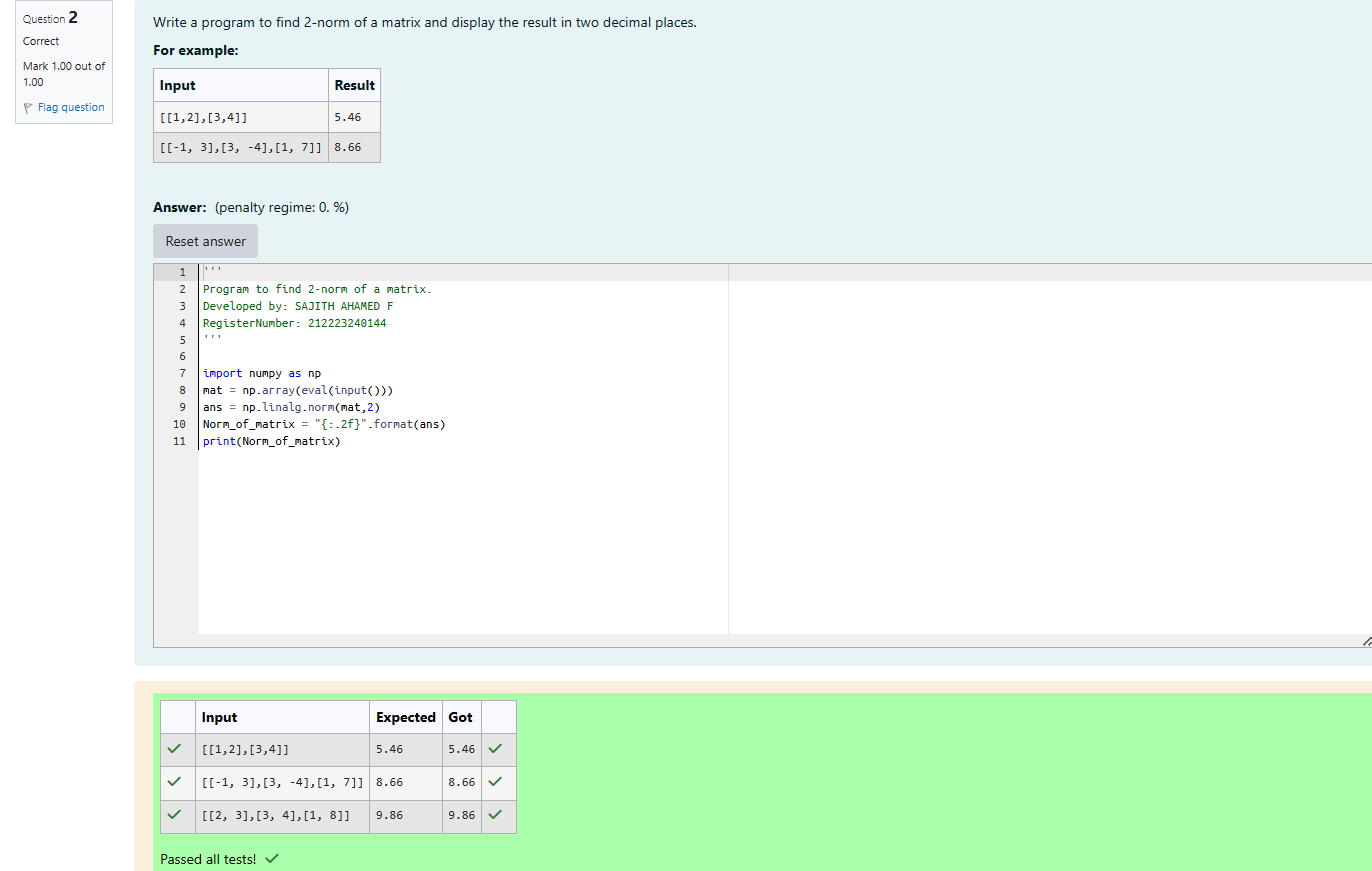 Question 2
Correct
Mark 1.00 out of
1.00
Flag question
Write a program to find 2-norm of a matrix and display the result in two decimal places.
For example:
Input Result
[[1,2],[3,4]] 5.46
[[-1, 3],[3, -4],[1, 7]] 8.66
Answer: (penalty regime: 0. %)
Reset answer
1 '''
2 Program to find 2-norm of a matrix.
3 Developed by: SAJITH AHAMED F
4 RegisterNumber: 212223240144
5 '''
6
7 import numpy as np
8 mat = np.array(eval(input()))
9 ans = np.linalg.norm(mat,2)
10 Norm_of_matrix = "{:.2f}".format(ans)
11 print(Norm_of_matrix)
Input Expected Got
[[1,2],[3,4]] 5.46 5.46
[[-1, 3],[3, -4],[1, 7]] 8.66 8.66
[[2, 3],[3, 4],[1, 8]] 9.86 9.86
Passed all tests!